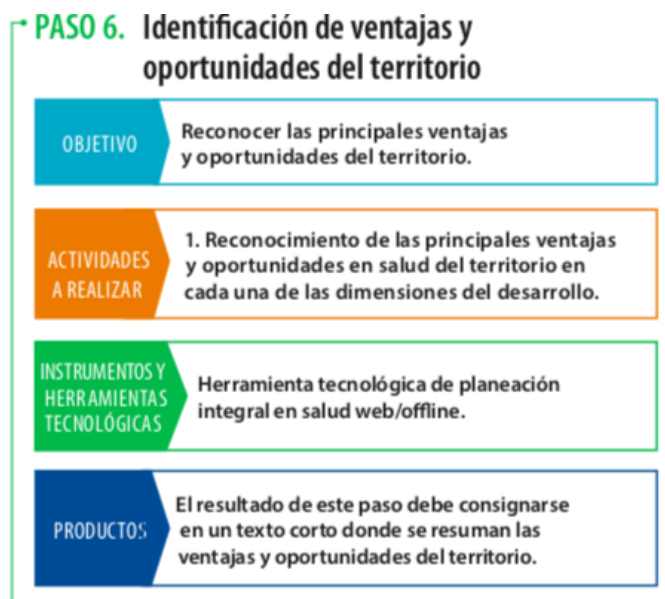 PASO 6. Identificación de ventajas y
oportunidades del territorio
OBJETIVO
Reconocer las principales ventajas
y oportunidades del territorio.
ACTIVIDADES
A REALIZAR
1. Reconocimiento de las principales ventajas
y oportunidades en salud del territorio en
cada una de las dimensiones del desarrollo.
INSTRUMENTOS Y
HERRAMIENTAS
TECNOLÓGICAS
Herramienta tecnológica de planeación
integral en salud web/offline.
PRODUCTOS
El resultado de este paso debe consignarse
en un texto corto donde se resuman las
ventajas y oportunidades del territorio.